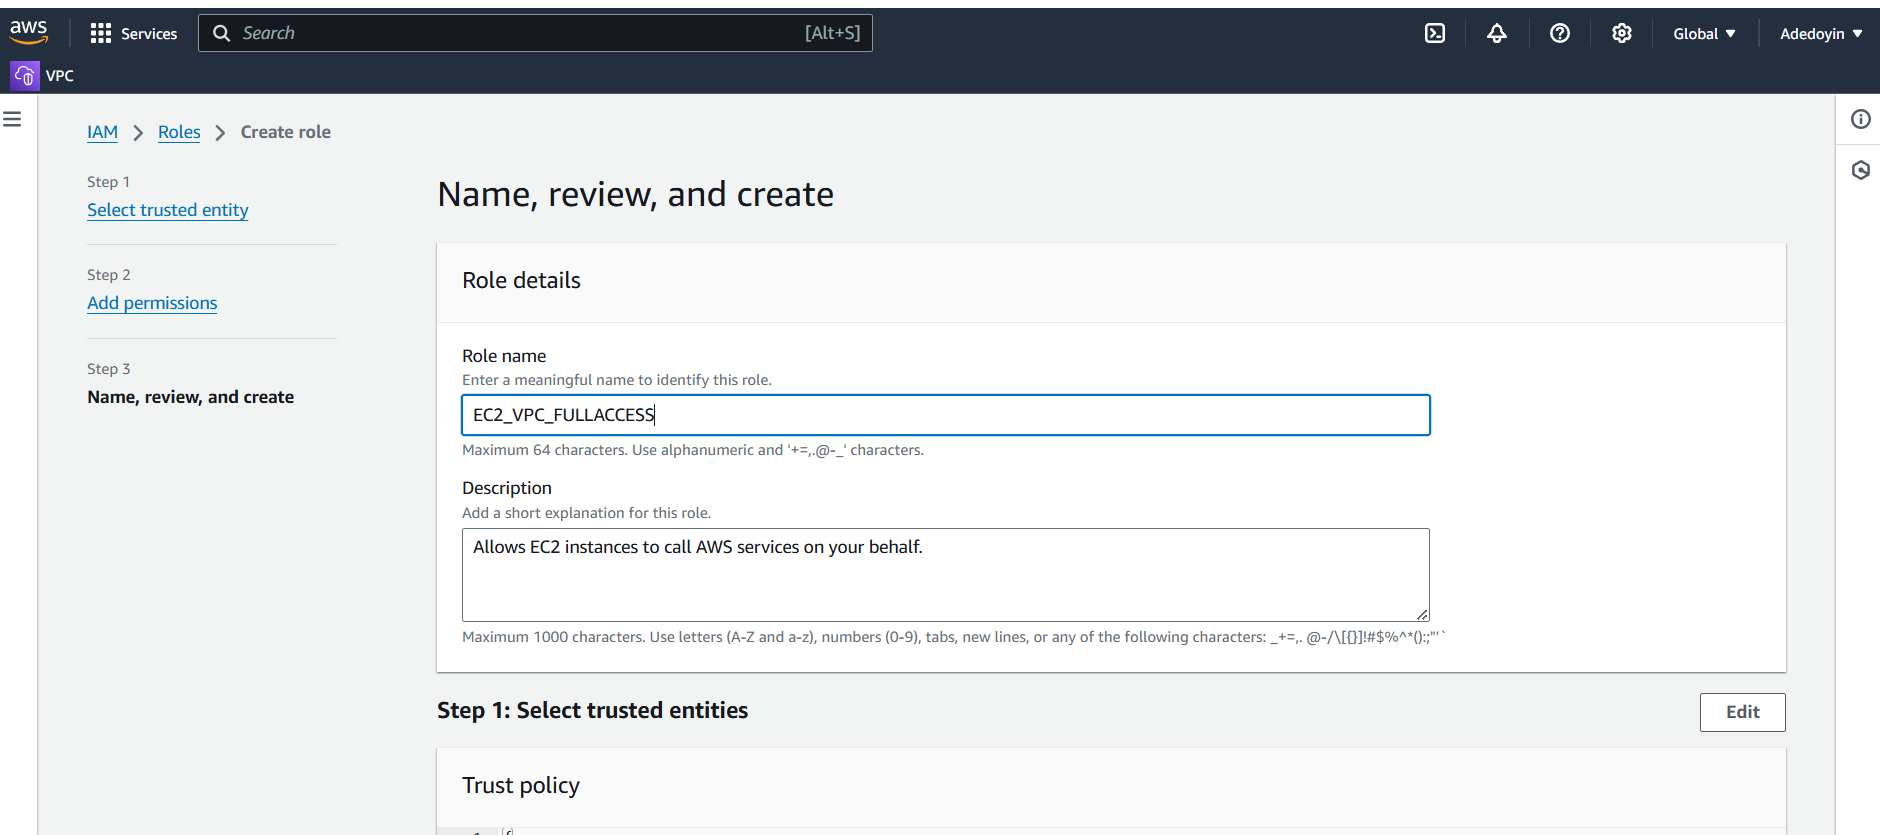 aws
Services
Search
[Alt+S]
Global
Adedoyin
VPC
IAM
Roles
Create role
Step 1
Select trusted entity
Step 2
Add permissions
Step 3
Name, review, and create
Name, review, and create
Role details
Role name
Enter a meaningful name to identify this role.
EC2_VPC_FULLACCESS
Maximum 64 characters. Use alphanumeric and '+=,.@-_' characters.
Description
Add a short explanation for this role.
Allows EC2 instances to call AWS services on your behalf.
Maximum 1000 characters. Use letters (A-Z and a-z), numbers (0-9), tabs, new lines, or any of the following characters: _+=,. @-/\[{}]!#$%^*();:"'`
Step 1: Select trusted entities
Edit
Trust policy